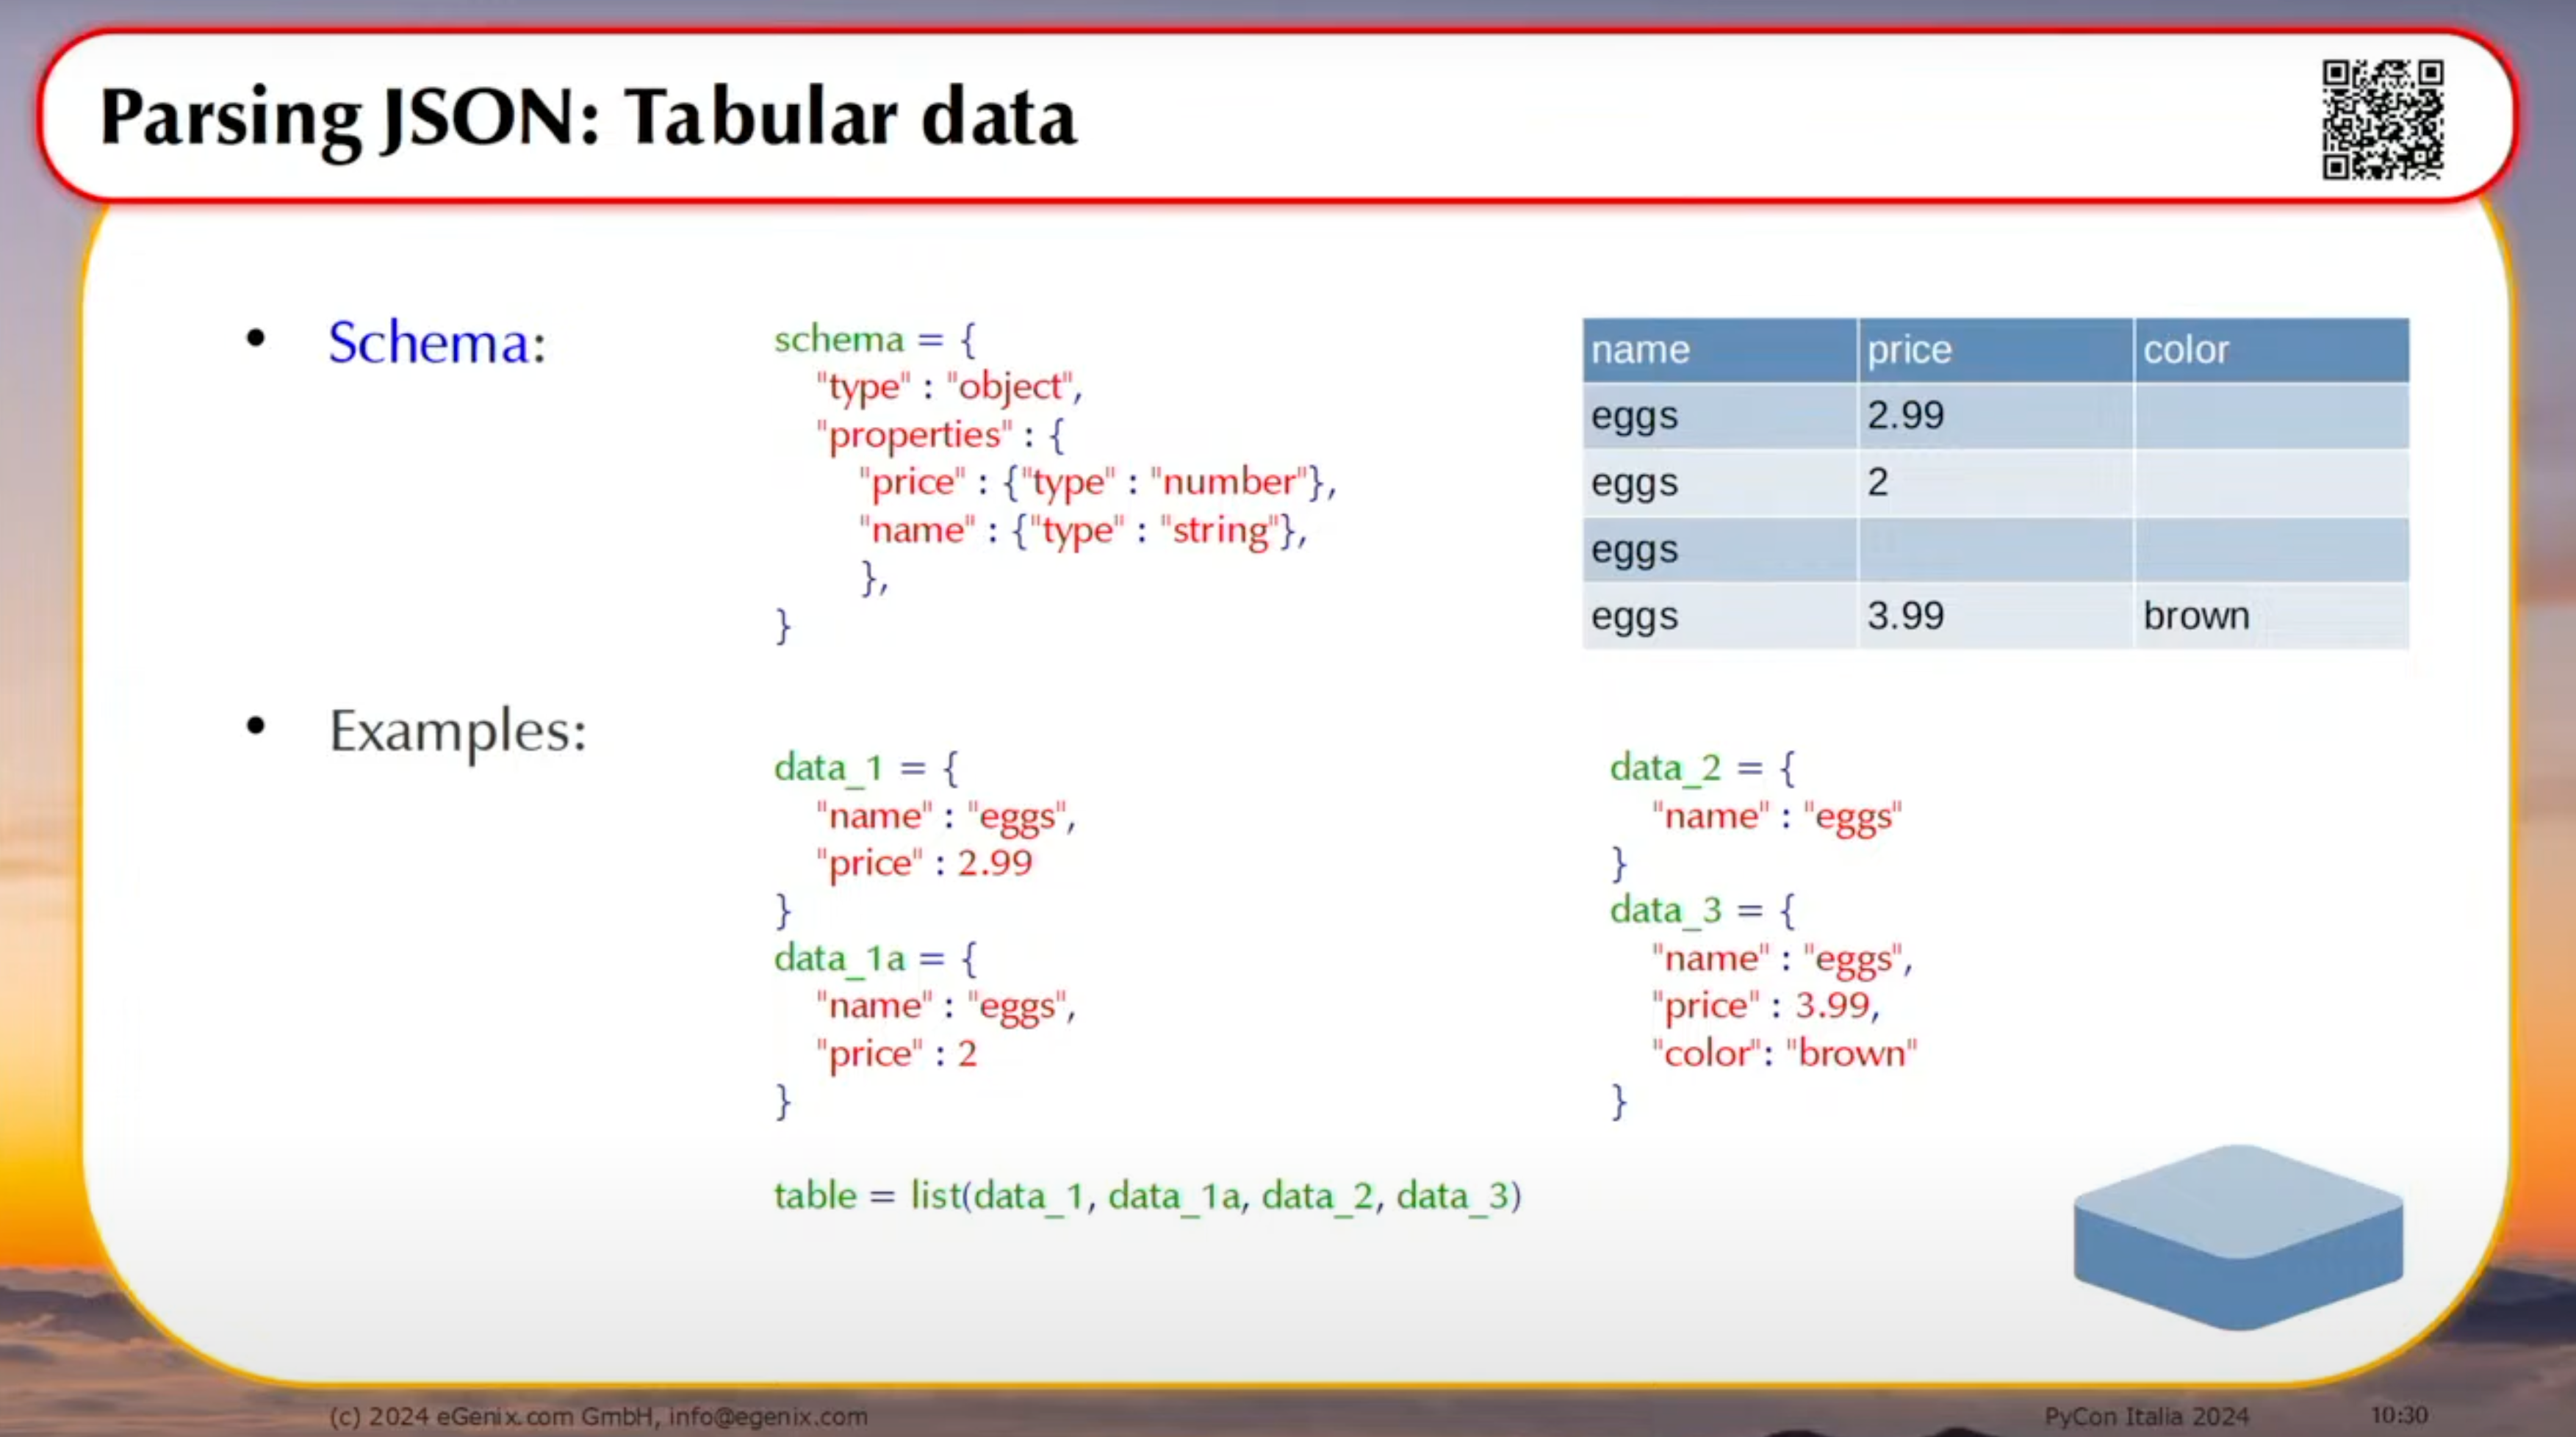 Parsing JSON: Tabular data
• Schema:
schema = {
"type" : "object",
"properties" : {
"price" : {"type" : "number"},
"name" : {"type" : "string"},
},
}
name price color
eggs 2.99
eggs 2
eggs
eggs 3.99 brown
• Examples:
data_1 = {
"name" : "eggs",
"price" : 2.99
}
data_1a = {
"name" : "eggs",
"price" : 2
}
data_2 = {
"name" : "eggs"
}
data_3 = {
"name" : "eggs",
"price" : 3.99,
"color": "brown"
}
table = list(data_1, data_1a, data_2, data_3)
(c) 2024 eGenix.com GmbH, info@egenix.com
PyCon Italia 2024
10:30